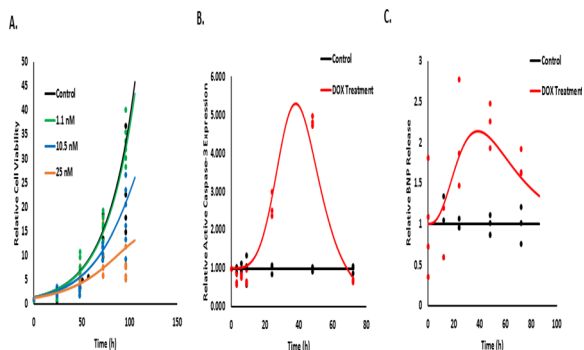 A.
Relative Cell Viability
50
45
40
35
30
25
20
15
10
5
0
0 50 100 150
Time (h)
Control
1.1 nM
10.5 nM
25 nM
B.
Relative Acive Caspase-3 Expression
6.000
5.000
4.000
3.000
2.000
1.000
0.000
0 20 40 60 80
Time (h)
Control
DOX Treatment
C.
Relative BNP Release
3
2.5
2
1.5
1
0.5
0
0 20 40 60 80 100
Time (h)
Control
DOX Treatment